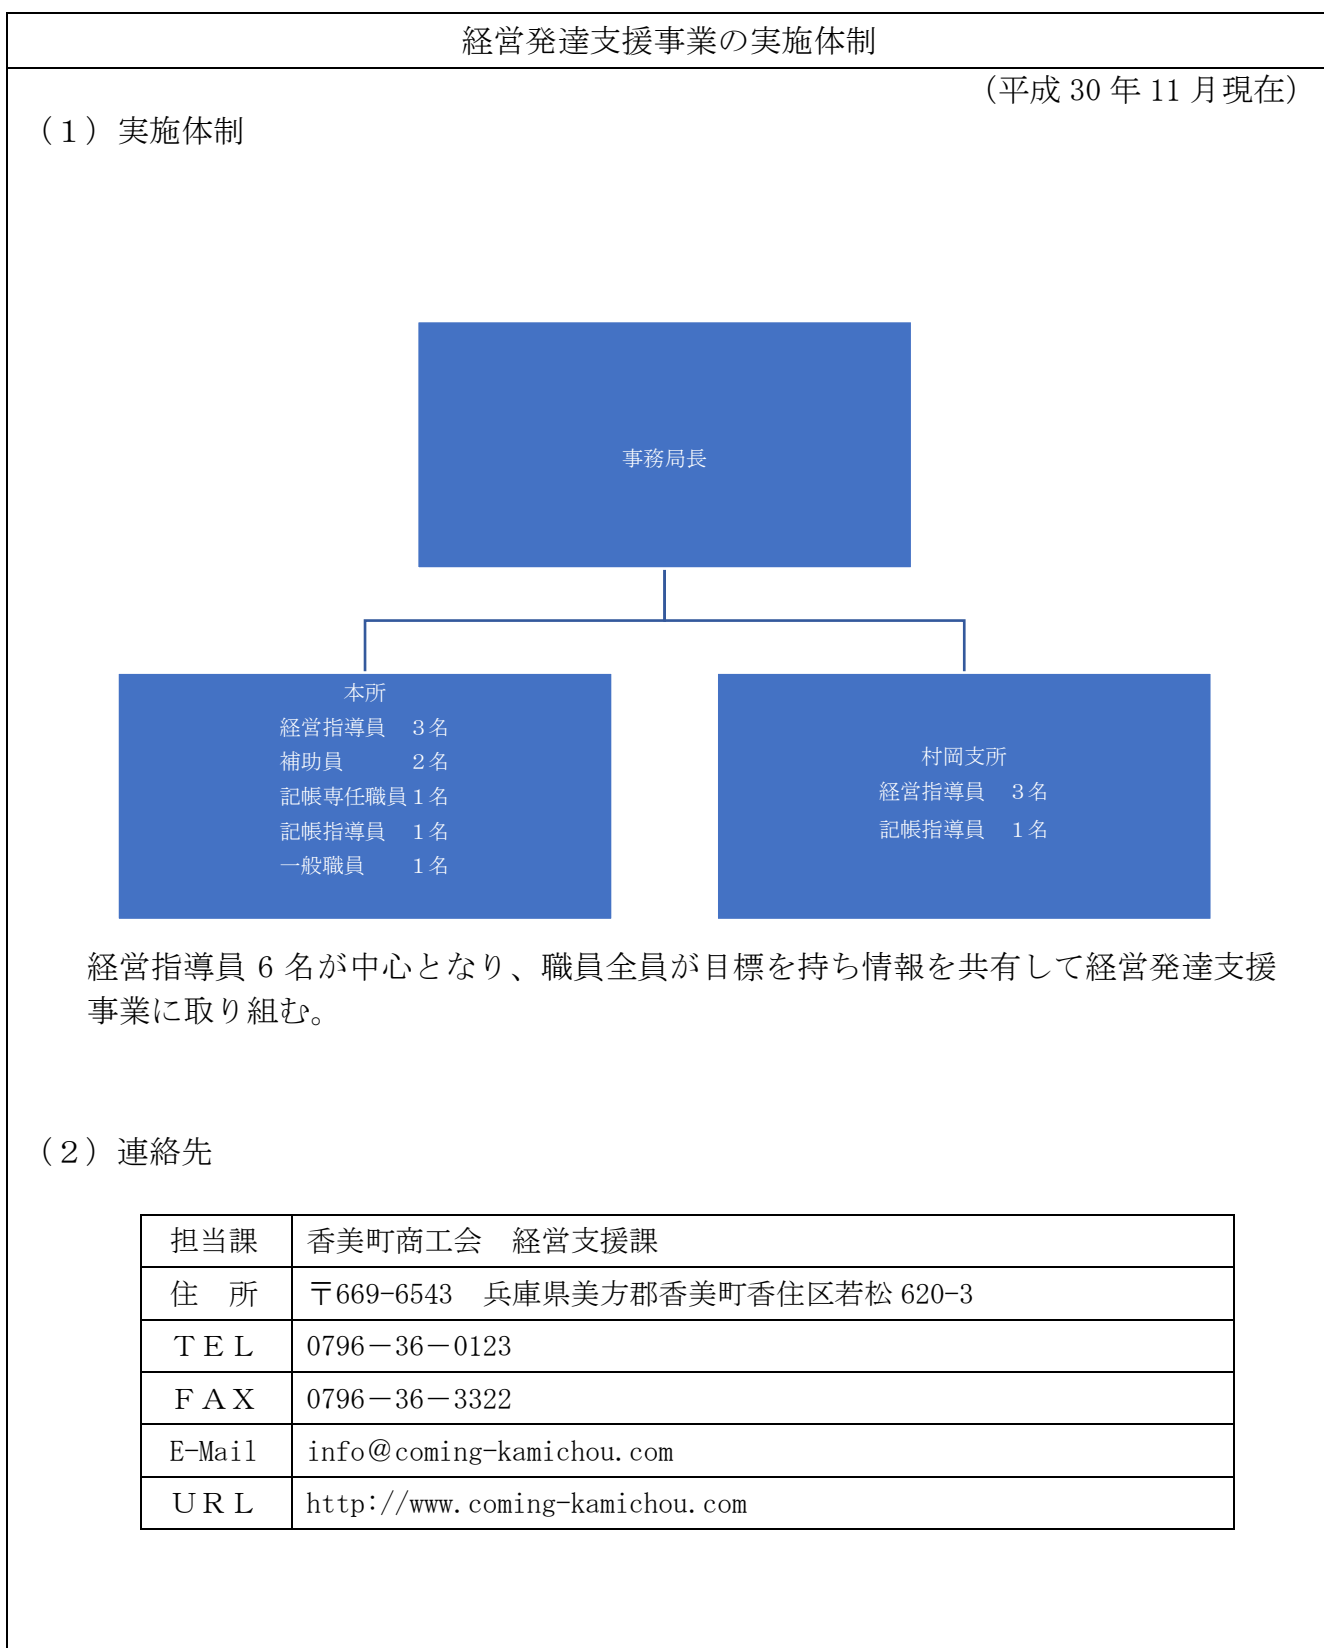 経営発達支援事業の実施体制
（平成 30 年 11 月現在）
（１）実施体制
事務局長
本所
経営指導員　３名
補助員　　　２名
記帳専任職員１名
記帳指導員　１名
一般職員　　１名
村岡支所
経営指導員　３名
記帳指導員　１名
経営指導員 6 名が中心となり、職員全員が目標を持ち情報を共有して経営発達支援
事業に取り組む。
（２）連絡先
担当課　香美町商工会　経営支援課
住　所　〒669-6543　兵庫県美方郡香美町香住区若松 620-3
ＴＥＬ　0796－36－0123
ＦＡＸ　0796－36－3322
E-Mail　info＠coming-kamichou.com
ＵＲＬ　http://www.coming-kamichou.com